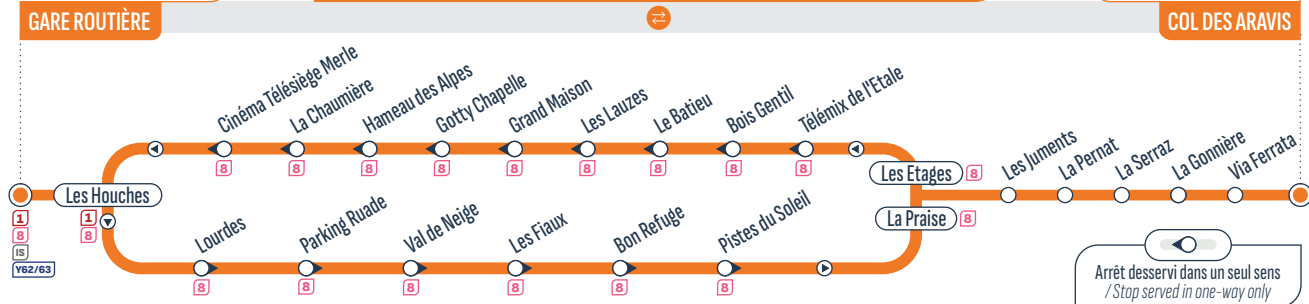 GARE ROUTIÈRE
COL DES ARAVIS
Cinéma Télésiège Merle
La Chaumière
Hameau des Alpes
Gotty Chapelle
Grand Maison
Les Lauzes
Le Batieu
Bois Gentil
Télémix de l'Etale
8
8
8
8
8
8
8
8
8
Les Houches
1
8
1
8
IS
Y62/63
Les Etages
8
La Praise
8
Les Juments
La Pernat
La Serraz
La Gonnière
Via Ferrata
Lourdes
Parking Ruade
Val de Neige
Les Fiaux
Bon Refuge
Pistes du Soleil
8
8
8
8
8
8
Arrêt desservi dans un seul sens
/ Stop served in one-way only